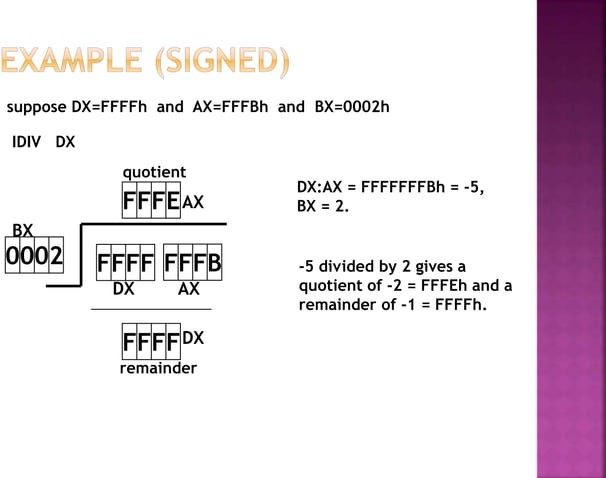 EXAMPLE (SIGNED)
suppose DX=FFFFh and AX=FFFBh and BX=0002h
IDIV DX
quotient
FFFE AX
DX:AX = FFFFFFFBh = -5,
BX = 2.
BX
0002
FFFF FFFB
DX AX
-5 divided by 2 gives a
quotient of -2 = FFFEh and a
remainder of -1 = FFFFh.
FFFF DX
remainder